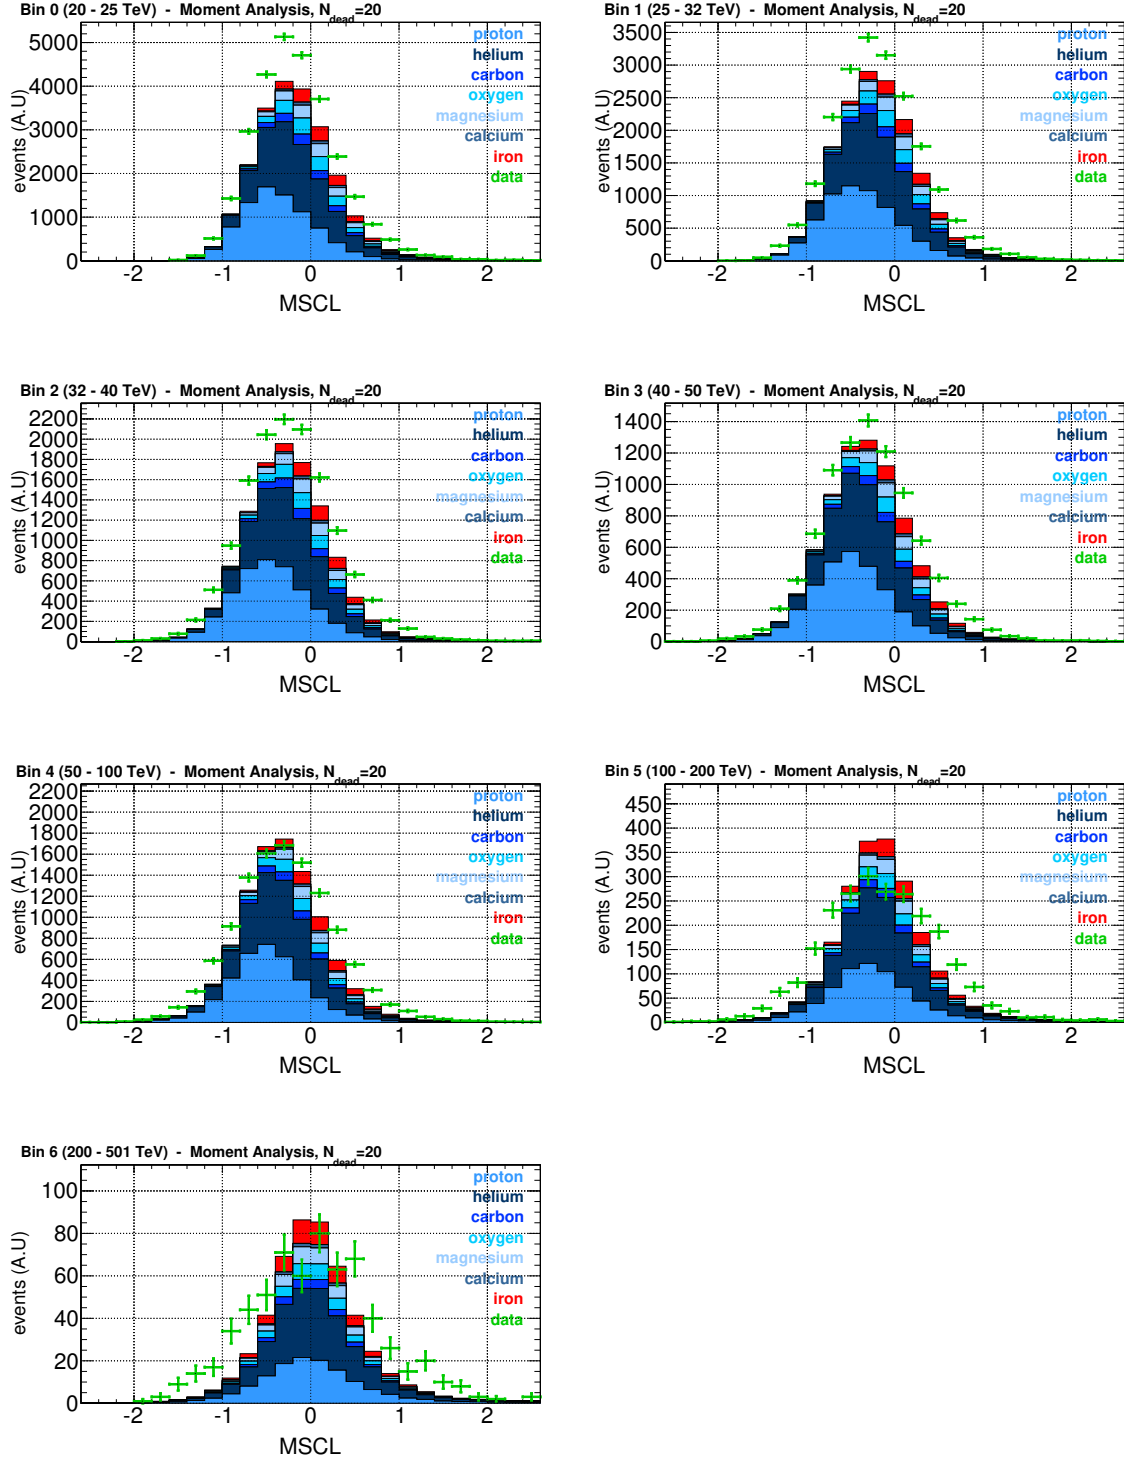 Bin 0 (20 - 25 TeV) - Moment Analysis, N_dead=20
events (A.U)
5000
4000
3000
2000
1000
0
proton
helium
carbon
oxygen
magnesium
calcium
iron
data
-2 -1 0 1 2
MSCL
Bin 1 (25 - 32 TeV) - Moment Analysis, N_dead=20
events (A.U)
3500
3000
2500
2000
1500
1000
500
0
proton
helium
carbon
oxygen
magnesium
calcium
iron
data
-2 -1 0 1 2
MSCL
Bin 2 (32 - 40 TeV) - Moment Analysis, N_dead=20
events (A.U)
2200
2000
1800
1600
1400
1200
1000
800
600
400
200
0
proton
helium
carbon
oxygen
magnesium
calcium
iron
data
-2 -1 0 1 2
MSCL
Bin 3 (40 - 50 TeV) - Moment Analysis, N_dead=20
events (A.U)
1400
1200
1000
800
600
400
200
0
proton
helium
carbon
oxygen
magnesium
calcium
iron
data
-2 -1 0 1 2
MSCL
Bin 4 (50 - 100 TeV) - Moment Analysis, N_dead=20
events (A.U)
2200
2000
1800
1600
1400
1200
1000
800
600
400
200
0
proton
helium
carbon
oxygen
magnesium
calcium
iron
data
-2 -1 0 1 2
MSCL
Bin 5 (100 - 200 TeV) - Moment Analysis, N_dead=20
events (A.U)
450
400
350
300
250
200
150
100
50
0
proton
helium
carbon
oxygen
magnesium
calcium
iron
data
-2 -1 0 1 2
MSCL
Bin 6 (200 - 501 TeV) - Moment Analysis, N_dead=20
events (A.U)
100
80
60
40
20
0
proton
helium
carbon
oxygen
magnesium
calcium
iron
data
-2 -1 0 1 2
MSCL